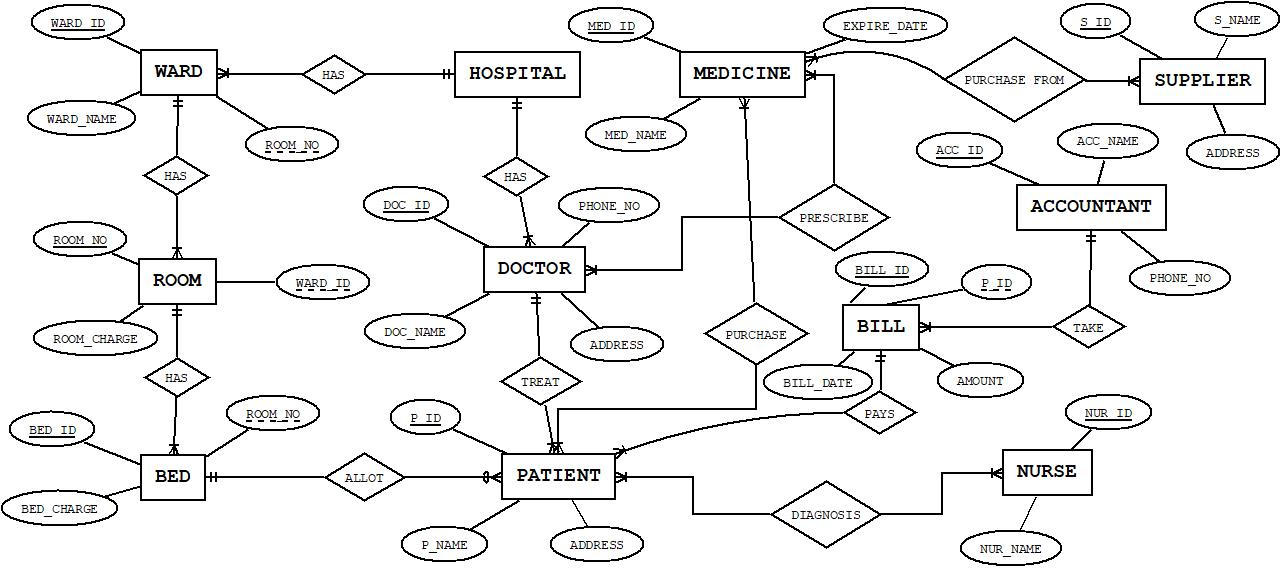 WARD_ID
MED_ID
EXPIRE_DATE
S_ID
S_NAME
WARD
HAS
HOSPITAL
MEDICINE
PURCHASE FROM
SUPPLIER
WARD_NAME
ROOM_NO
MED_NAME
ACC_ID
ACC_NAME
ADDRESS
HAS
HAS
DOC_ID
PHONE_NO
PRESCRIBE
ACCOUNTANT
ROOM_NO
ROOM
WARD_ID
DOCTOR
BILL_ID
P_ID
PHONE_NO
ROOM_CHARGE
DOC_NAME
ADDRESS
PURCHASE
BILL
TAKE
HAS
TREAT
BILL_DATE
AMOUNT
BED_ID
ROOM_NO
P_ID
PAYS
NUR_ID
BED
ALLOT
PATIENT
NURSE
BED_CHARGE
DIAGNOSIS
P_NAME
ADDRESS
NUR_NAME